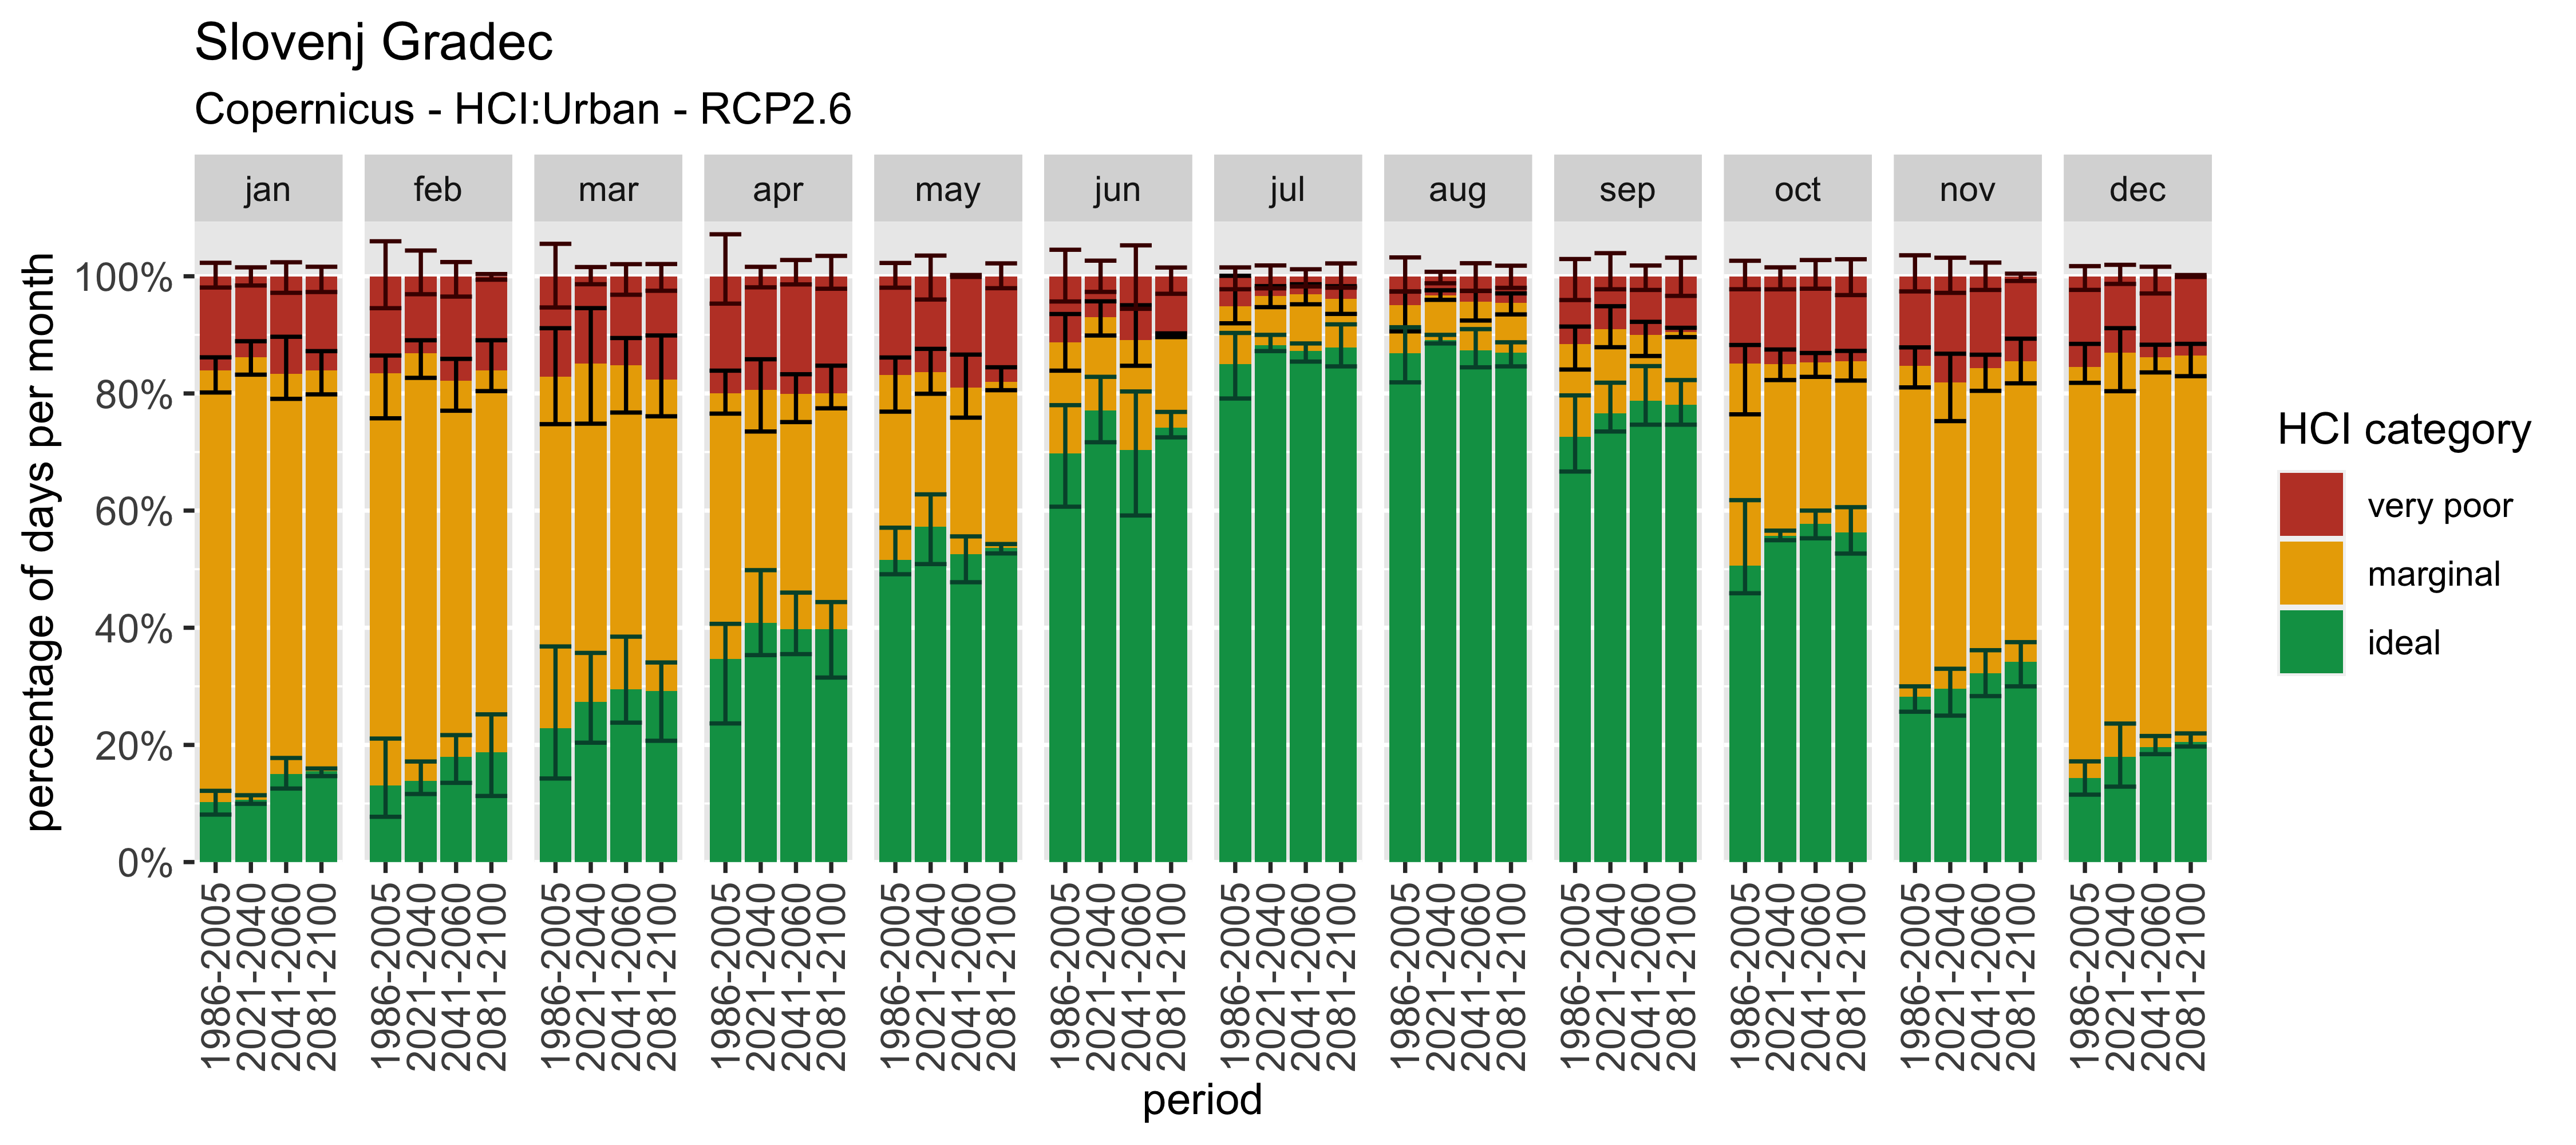 Slovenj Gradec
Copernicus - HCI:Urban - RCP2.6
jan feb mar apr may jun jul aug sep oct nov dec
percentage of days per month
100%
80%
60%
40%
20%
0%
1986-2005 2021-2040 2041-2060 2081-2100 1986-2005 2021-2040 2041-2060 2081-2100 1986-2005 2021-2040 2041-2060 2081-2100 1986-2005 2021-2040 2041-2060 2081-2100 1986-2005 2021-2040 2041-2060 2081-2100 1986-2005 2021-2040 2041-2060 2081-2100 1986-2005 2021-2040 2041-2060 2081-2100 1986-2005 2021-2040 2041-2060 2081-2100 1986-2005 2021-2040 2041-2060 2081-2100 1986-2005 2021-2040 2041-2060 2081-2100 1986-2005 2021-2040 2041-2060 2081-2100 1986-2005 2021-2040 2041-2060 2081-2100
period
HCI category
very poor
marginal
ideal